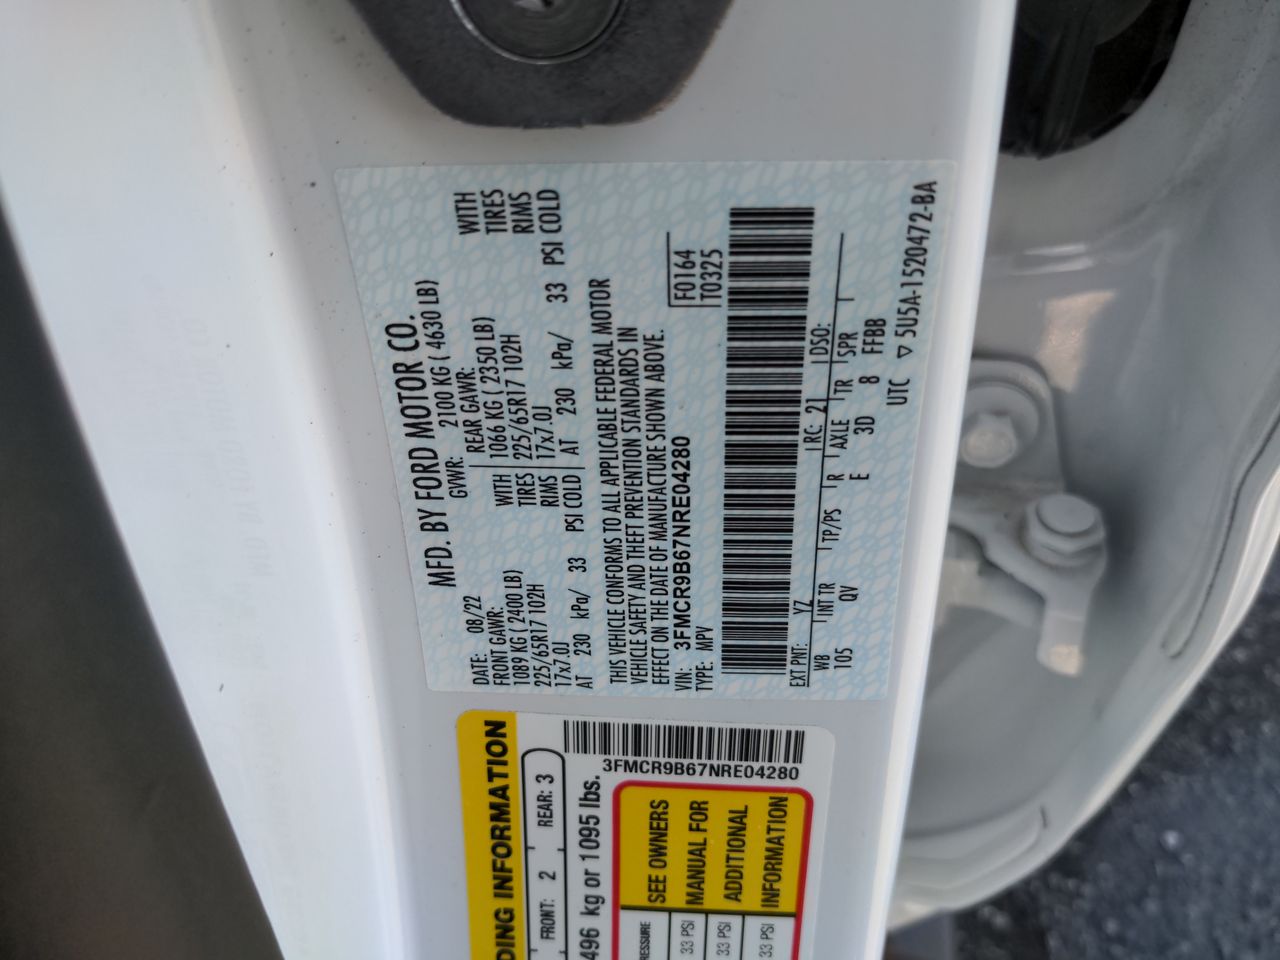 MFD. BY FORD MOTOR CO.
DATE: 08/22 GVWR: 2100 KG ( 4630 LB)
FRONT GAWR: REAR GAWR:
1089 KG ( 2400 LB) WITH 1066 KG ( 2350 LB) WITH
225/65R17 102H TIRES 225/65R17 102H TIRES
17x7.0J RIMS 17x7.0J RIMS
AT 230 kPa/ 33 PSI COLD AT 230 kPa/ 33 PSI COLD
THIS VEHICLE CONFORMS TO ALL APPLICABLE FEDERAL MOTOR
VEHICLE SAFETY AND THEFT PREVENTION STANDARDS IN
EFFECT ON THE DATE OF MANUFACTURE SHOWN ABOVE.
VIN: 3FMCR9B67NRE04280 F0164
TYPE: MPV T0325
EXT PNT: YZ RC: 21 DSO:
WB INT TR TP/PS R AXLE TR SPR
105 QV E 3D 8 FFBB
UTC ▽ 5U5A-1520472-BA
DING INFORMATION
FRONT: 2 REAR: 3
496 kg or 1095 lbs.
3FMCR9B67NRE04280
SEE OWNERS
MANUAL FOR
ADDITIONAL
INFORMATION
33 PSI
33 PSI
33 PSI